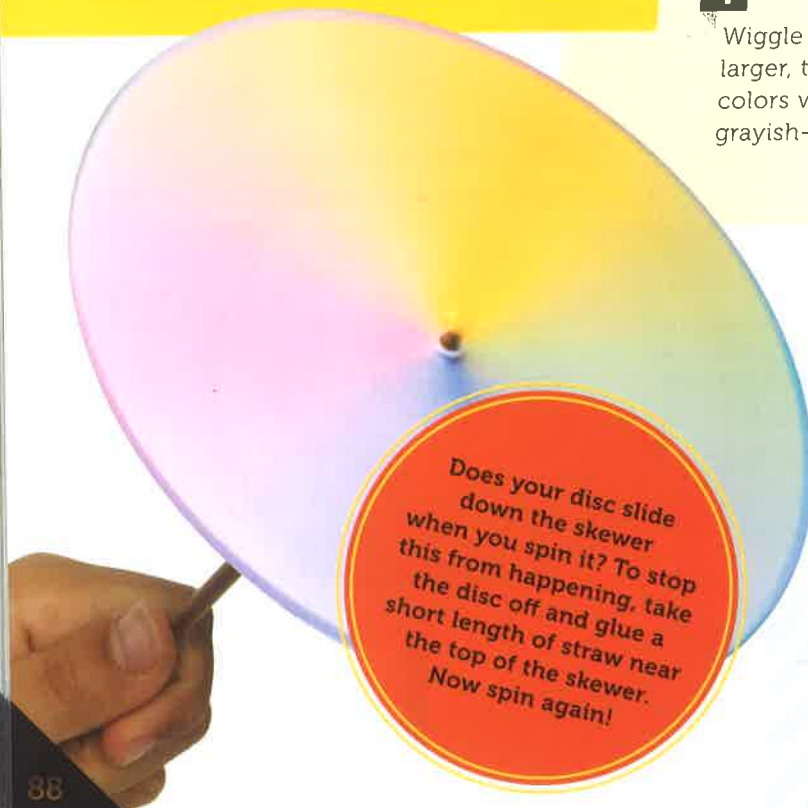 Wiggle
larger, t
colors v
grayish-
Does your disc slide
down the skewer
when you spin it? To stop
this from happening, take
the disc off and glue a
short length of straw near
the top of the skewer.
Now spin again!
88